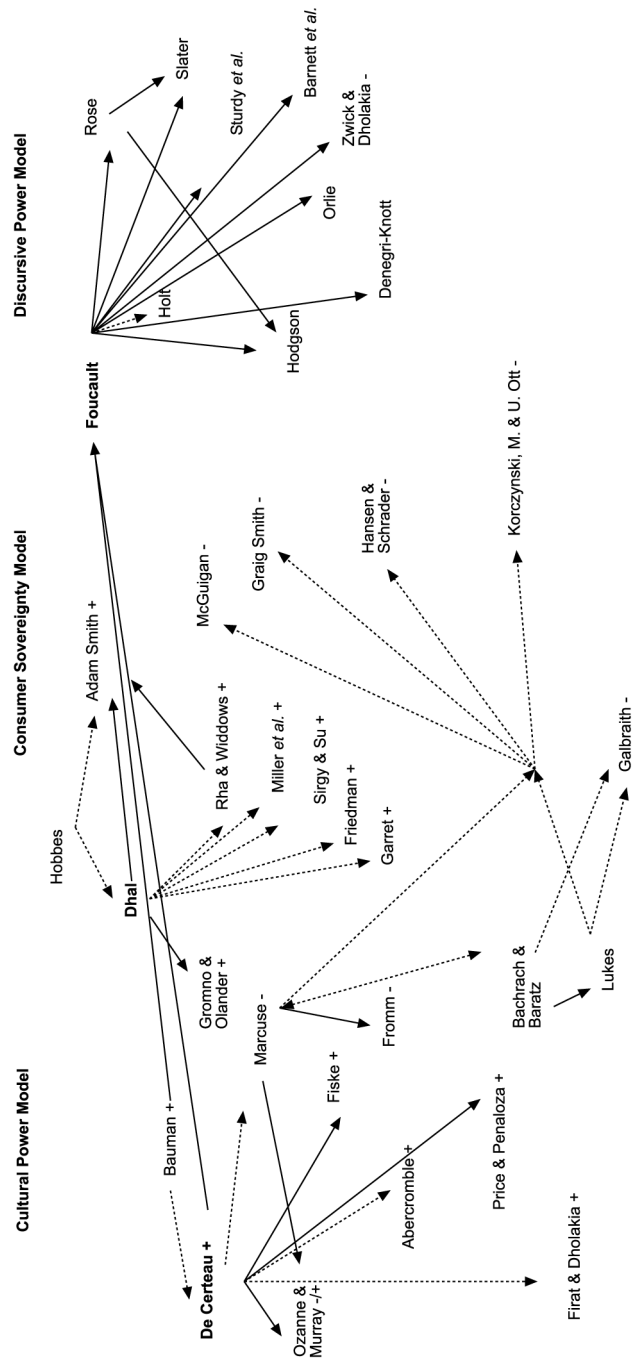 Cultural Power Model
Consumer Sovereignty Model
Discursive Power Model
Hobbes
Adam Smith +
Foucault
Rose
Slater
Sturdy et al.
Barnett et al.
Zwick &
Dholakia -
Orlie
Denegri-Knott
Holt
Hodgson
Dhal
Rha & Widdows +
Miller et al. +
Sirgy & Su +
Friedman +
Garret +
Gromno &
Olander +
McGuigan -
Graig Smith -
Hansen &
Schrader -
Korczynski, M. & U. Ott -
Galbraith -
Bauman +
De Certeau +
Marcuse -
Fromm -
Fiske +
Bachrach &
Baratz
Lukes
Ozanne &
Murray -/+
Abercromble +
Price & Penaloza +
Firat & Dholakia +